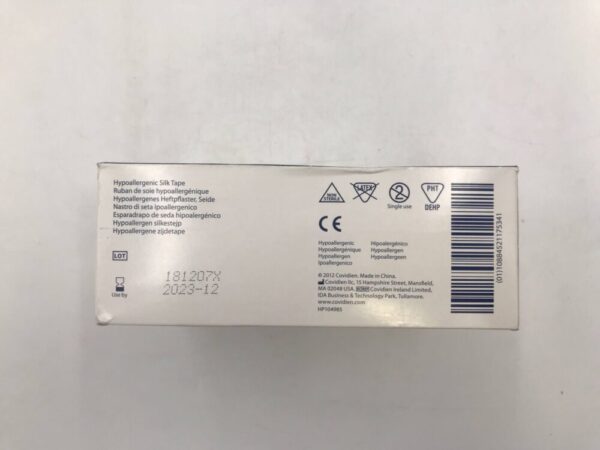 Hypoallergenic Silk Tape
Ruban de soie hypoallergénique
Hypoallergenes Heftpflaster, Seide
Nastro di seta Ipoallergenico
Esparadrapo de seda hipoalergénico
Hypoallergen silkestejp
Hypoallergene zijdetape
LOT
181207X
2023-12
Use by
NON STERILE
LATEX
2
Single use
PHT
DEHP
CE
Hypoallergenic
Hypoallergénique
Hypoallergen
Ipoallergenico
Hipoalergénico
Hypoallergen
Hypoallergeen
© 2012 Covidien. Made in China.
Covidien llc, 15 Hampshire Street, Mansfield,
MA 02048 USA. EC REP Covidien Ireland Limited,
IDA Business & Technology Park, Tullamore.
www.covidien.com
HP104985
(01)10884521175341